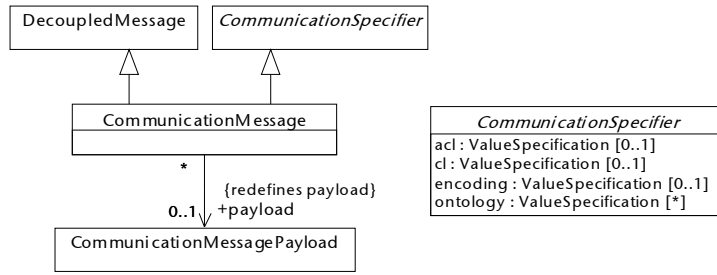 DecoupledMessage
CommunicationSpecifier
CommunicationMessage
*
{redefines payload}
0..1
+payload
CommunicationMessagePayload
CommunicationSpecifier
acl : ValueSpecification [0..1]
cl : ValueSpecification [0..1]
encoding : ValueSpecification [0..1]
ontology : ValueSpecification [*]